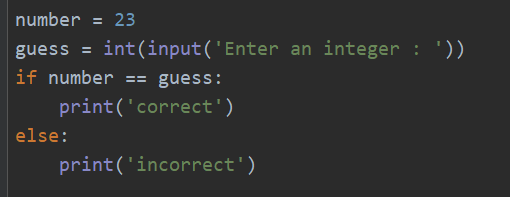 number = 23
guess = int(input('Enter an integer : '))
if number == guess:
    print('correct')
else:
    print('incorrect')